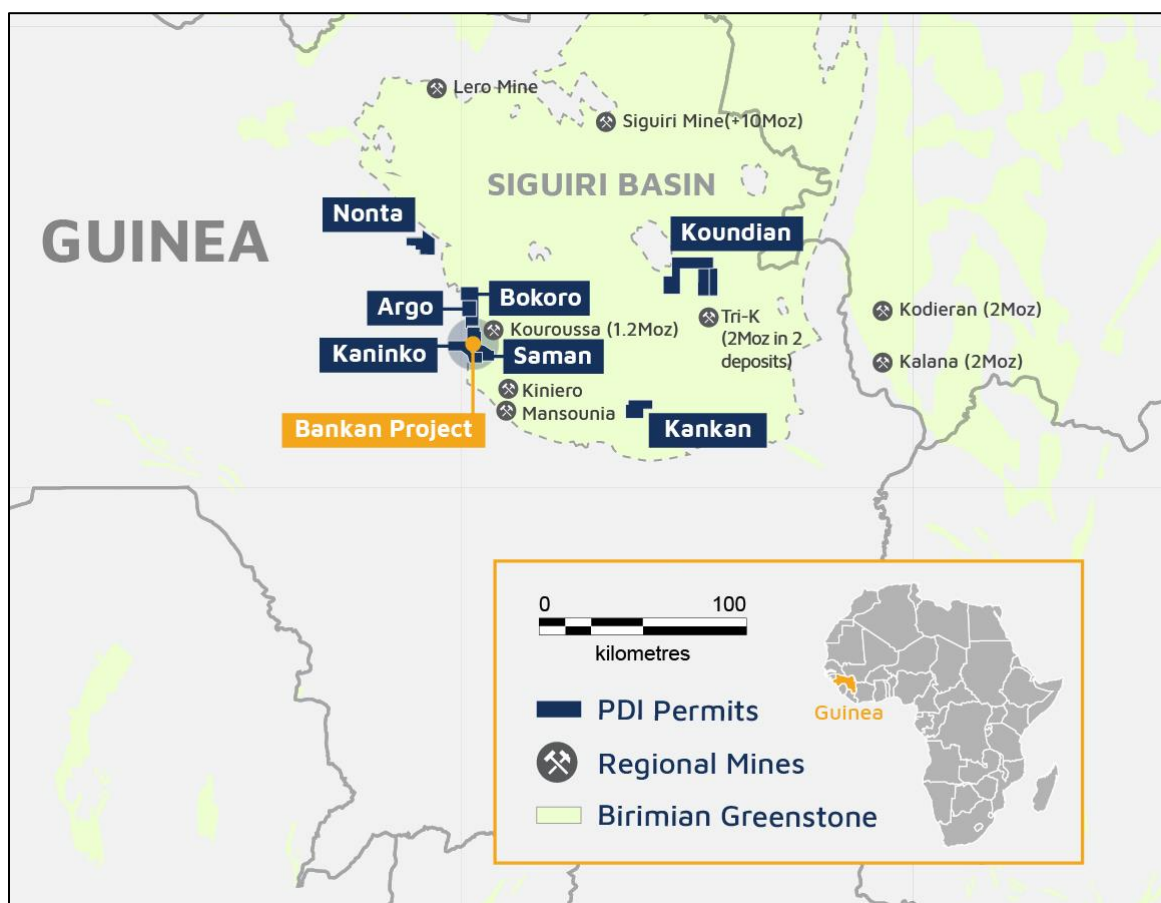 Lero Mine
Siguiri Mine(+10Moz)
SIGUIRI BASIN
Nonta
GUINEA
Koundian
Bokoro
Argo
Kouroussa (1.2Moz)
Tri-K
(2Moz in 2
deposits)
Kodieran (2Moz)
Kaninko
Saman
Kalana (2Moz)
Kiniero
Mansounia
Bankan Project
Kankan
0 100
kilometres
PDI Permits
Regional Mines
Birimian Greenstone
Guinea